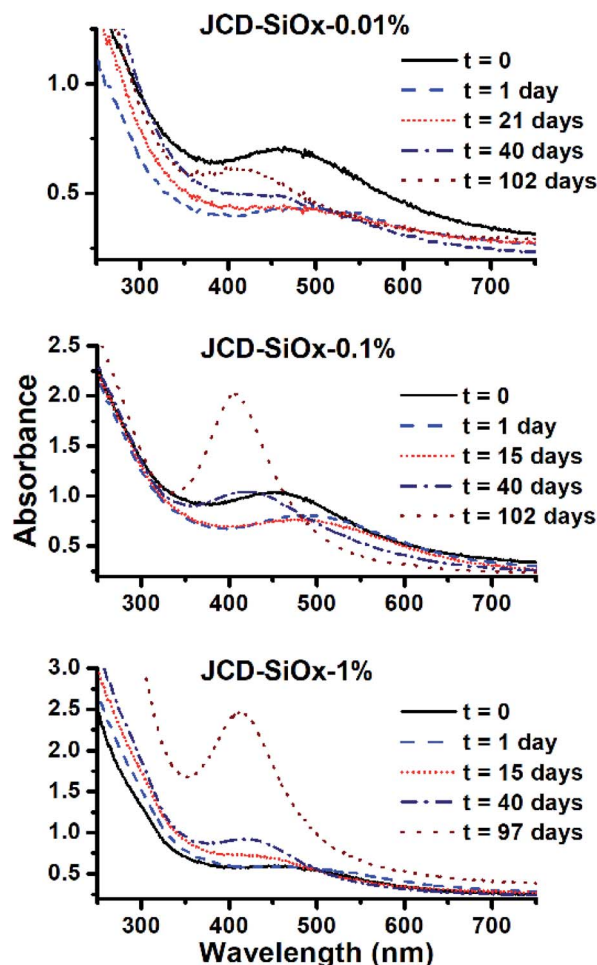 JCD-SiOx-0.01%
t = 0
t = 1 day
t = 21 days
t = 40 days
t = 102 days
1.0
0.5
300 400 500 600 700
JCD-SiOx-0.1%
2.5
2.0
1.5
1.0
0.5
t = 0
t = 1 day
t = 15 days
t = 40 days
t = 102 days
300 400 500 600 700
Absorbance
JCD-SiOx-1%
3.0
2.5
2.0
1.5
1.0
0.5
t = 0
t = 1 day
t = 15 days
t = 40 days
t = 97 days
300 400 500 600 700
Wavelength (nm)